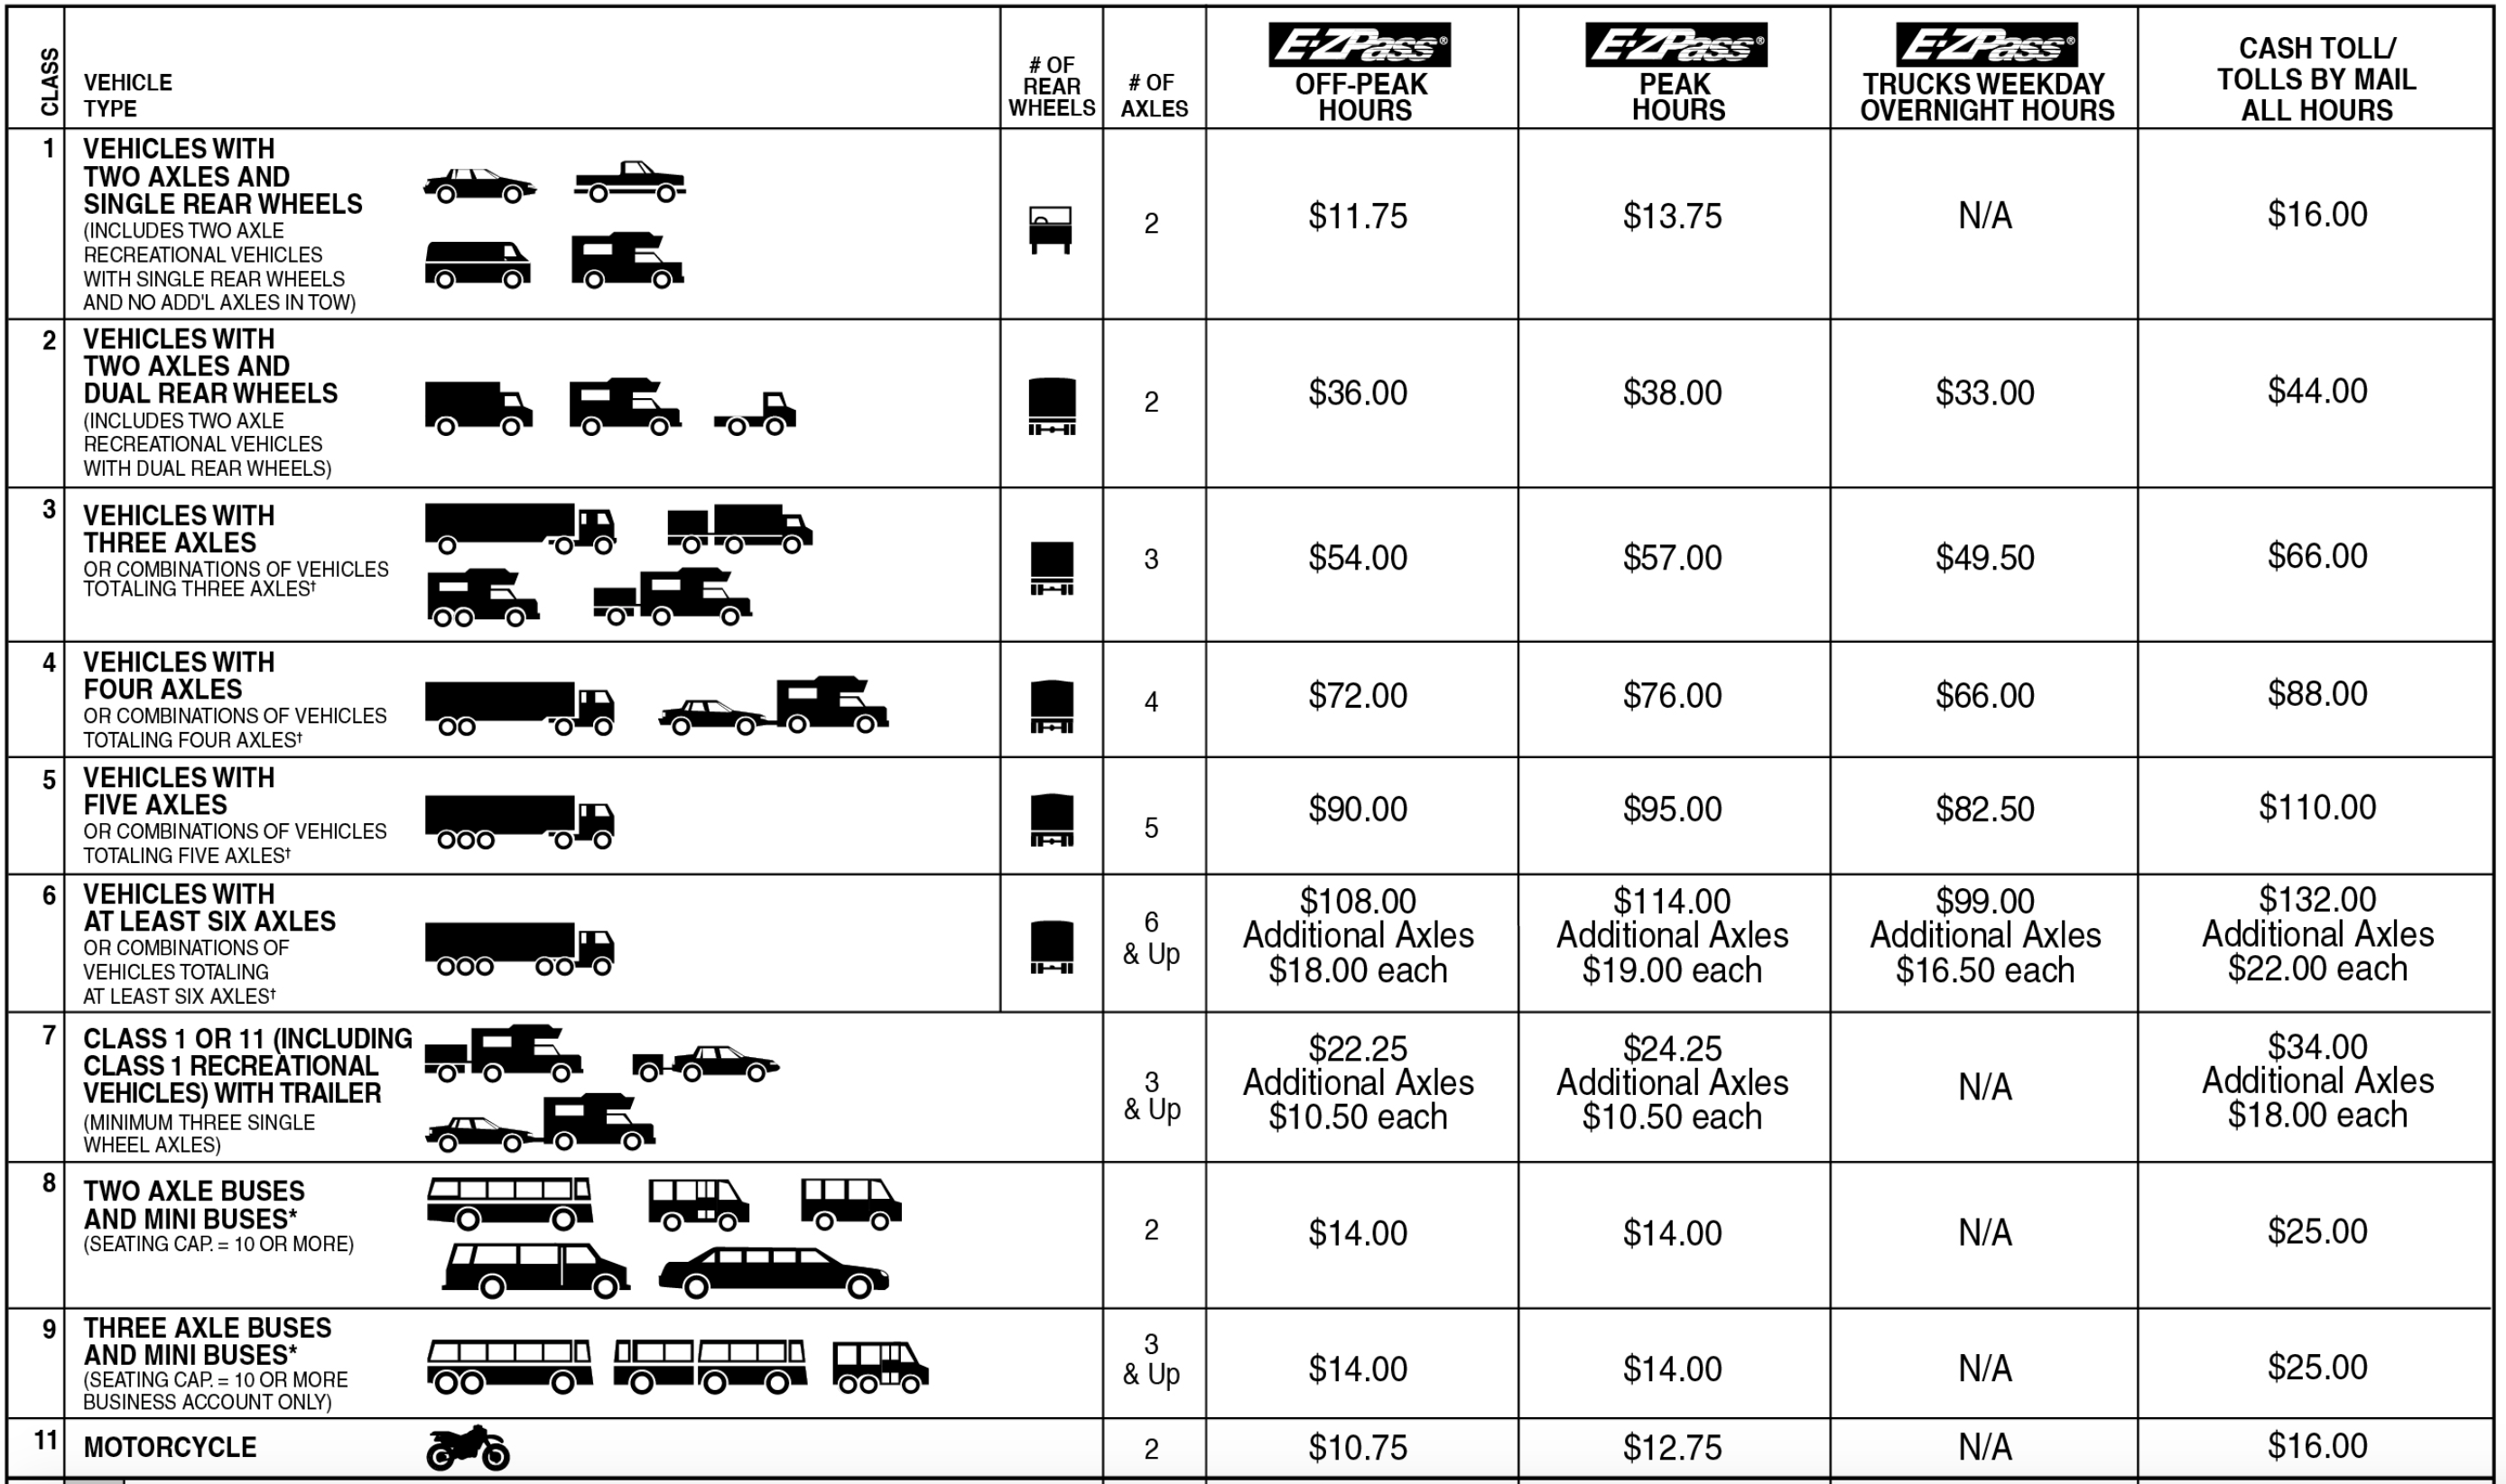 CLASS
VEHICLE
TYPE
# OF
REAR
WHEELS
# OF
AXLES
E-ZPass®
OFF-PEAK
HOURS
E-ZPass®
PEAK
HOURS
E-ZPass®
TRUCKS WEEKDAY
OVERNIGHT HOURS
CASH TOLL/
TOLLS BY MAIL
ALL HOURS
1
VEHICLES WITH
TWO AXLES AND
SINGLE REAR WHEELS
(INCLUDES TWO AXLE
RECREATIONAL VEHICLES
WITH SINGLE REAR WHEELS
AND NO ADD'L AXLES IN TOW)
2
$11.75
$13.75
N/A
$16.00
2
VEHICLES WITH
TWO AXLES AND
DUAL REAR WHEELS
(INCLUDES TWO AXLE
RECREATIONAL VEHICLES
WITH DUAL REAR WHEELS)
2
$36.00
$38.00
$33.00
$44.00
3
VEHICLES WITH
THREE AXLES
OR COMBINATIONS OF VEHICLES
TOTALING THREE AXLES†
3
$54.00
$57.00
$49.50
$66.00
4
VEHICLES WITH
FOUR AXLES
OR COMBINATIONS OF VEHICLES
TOTALING FOUR AXLES†
4
$72.00
$76.00
$66.00
$88.00
5
VEHICLES WITH
FIVE AXLES
OR COMBINATIONS OF VEHICLES
TOTALING FIVE AXLES†
5
$90.00
$95.00
$82.50
$110.00
6
VEHICLES WITH
AT LEAST SIX AXLES
OR COMBINATIONS OF
VEHICLES TOTALING
AT LEAST SIX AXLES†
6
& Up
$108.00
Additional Axles
$18.00 each
$114.00
Additional Axles
$19.00 each
$99.00
Additional Axles
$16.50 each
$132.00
Additional Axles
$22.00 each
7
CLASS 1 OR 11 (INCLUDING
CLASS 1 RECREATIONAL
VEHICLES) WITH TRAILER
(MINIMUM THREE SINGLE
WHEEL AXLES)
3
& Up
$22.25
Additional Axles
$10.50 each
$24.25
Additional Axles
$10.50 each
N/A
$34.00
Additional Axles
$18.00 each
8
TWO AXLE BUSES
AND MINI BUSES*
(SEATING CAP. = 10 OR MORE)
2
$14.00
$14.00
N/A
$25.00
9
THREE AXLE BUSES
AND MINI BUSES*
(SEATING CAP. = 10 OR MORE
BUSINESS ACCOUNT ONLY)
3
& Up
$14.00
$14.00
N/A
$25.00
11
MOTORCYCLE
2
$10.75
$12.75
N/A
$16.00